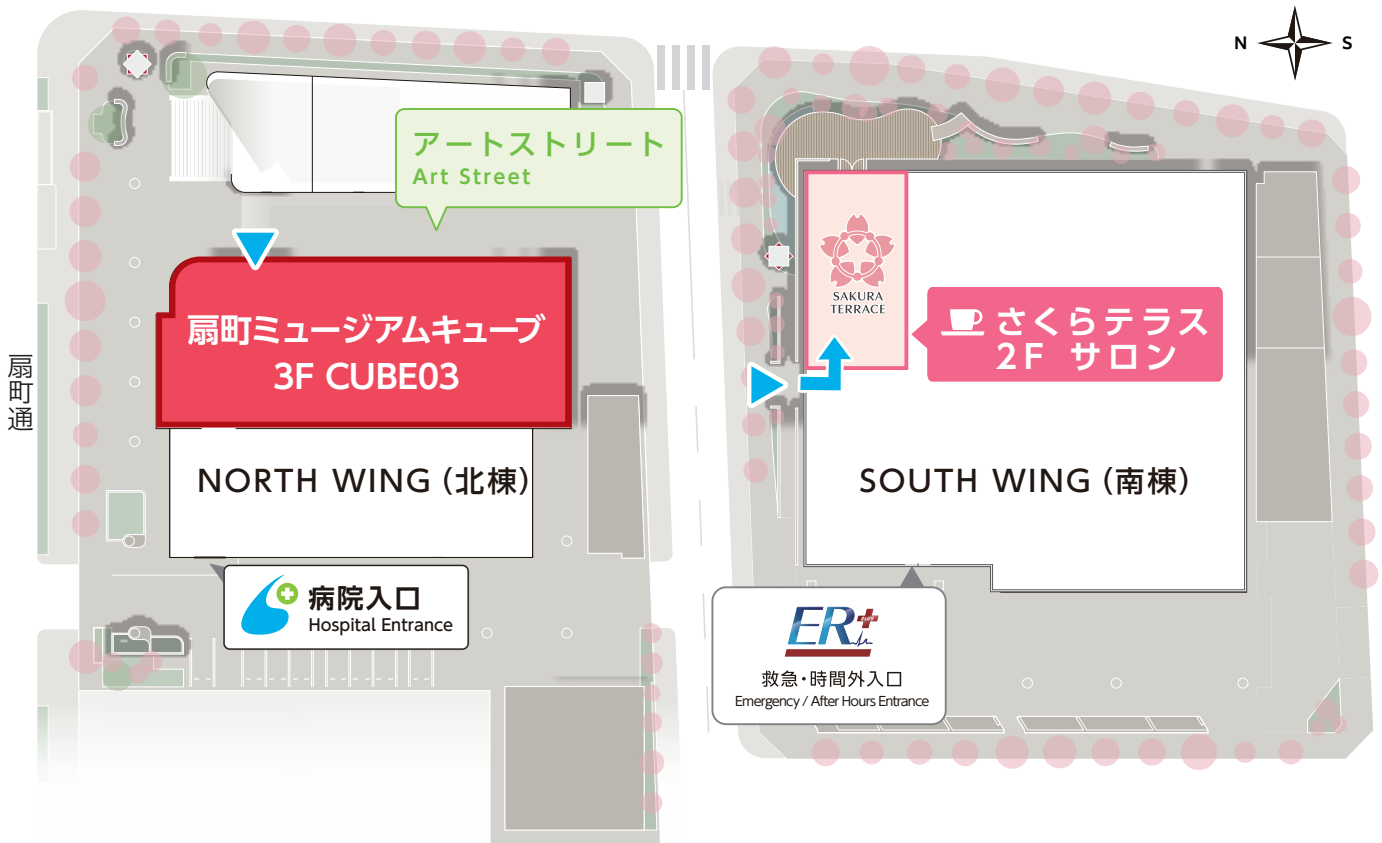 N
S
アートストリート
Art Street
扇町ミュージアムキューブ
3F CUBE03
SAKURA
TERRACE
さくらテラス
2F サロン
扇町通
NORTH WING (北棟)
SOUTH WING (南棟)
病院入口
Hospital Entrance
ER+
PLUS
救急・時間外入口
Emergency / After Hours Entrance